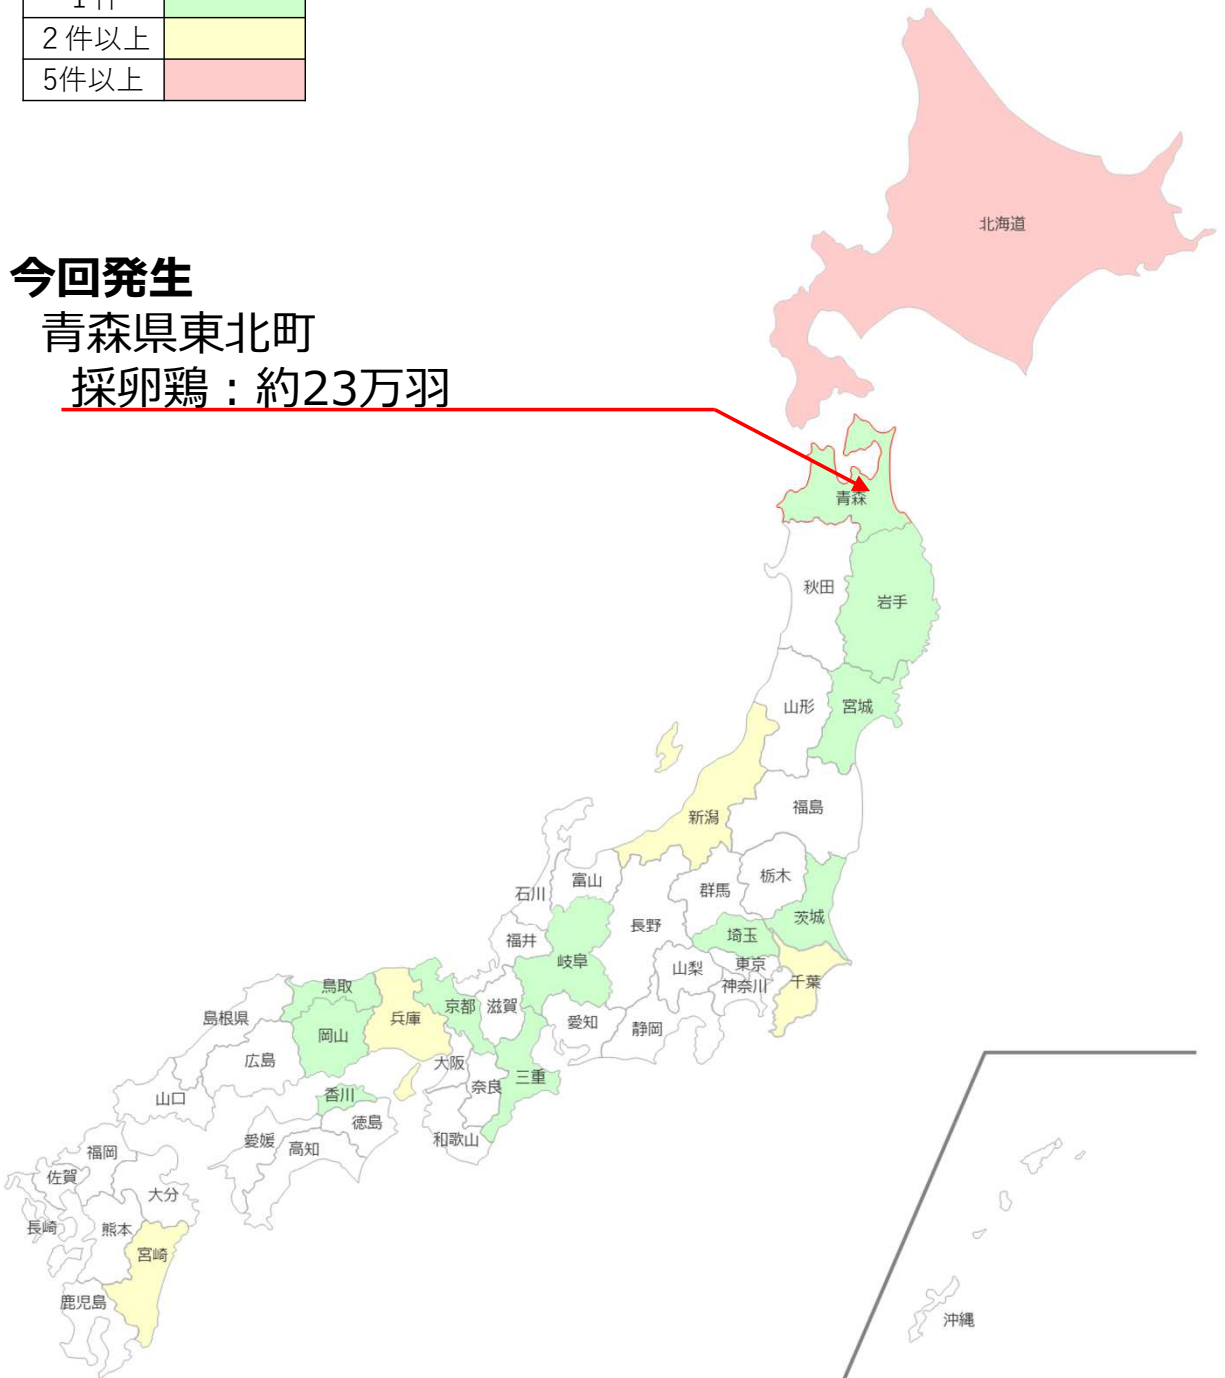 1 件
2 件以上
5件以上
北海道
今回発生
青森県東北町
採卵鶏：約23万羽
青森
秋田
岩手
山形
宮城
新潟
福島
富山
石川
群馬
栃木
長野
茨城
福井
埼玉
岐阜
山梨
東京
千葉
神奈川
鳥取
京都
滋賀
島根県
岡山
兵庫
愛知
静岡
広島
大阪
三重
奈良
山口
香川
徳島
愛媛
高知
和歌山
福岡
佐賀
大分
長崎
熊本
宮崎
鹿児島
沖縄